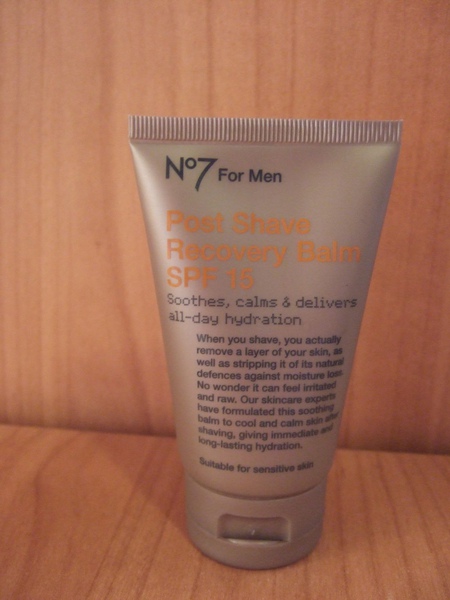 No7 For Men
Post Shave
Recovery Balm
SPF 15
Soothes, calms & delivers
all-day hydration
When you shave, you actually
remove a layer of your skin, as
well as stripping it of its natural
defences against moisture loss.
No wonder it can feel irritated
and raw. Our skincare experts
have formulated this soothing
balm to cool and calm skin after
shaving, giving immediate and
long-lasting hydration.
Suitable for sensitive skin